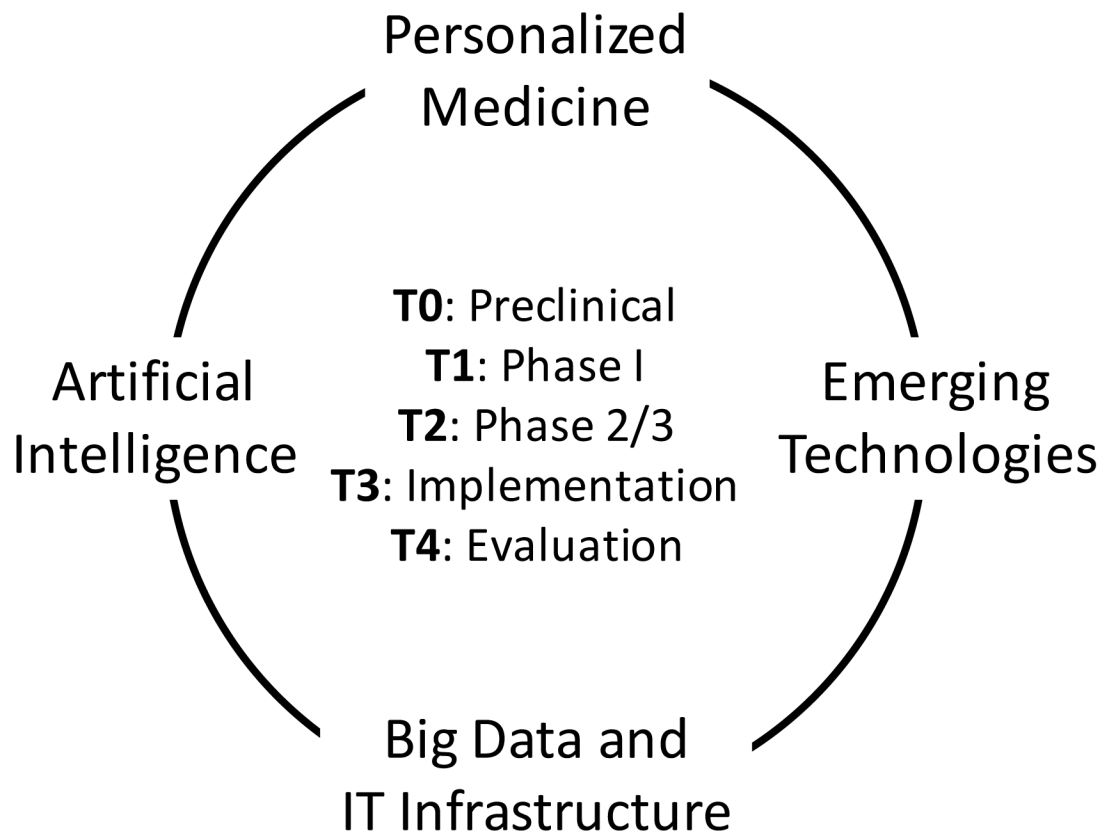 Personalized
Medicine
T0: Preclinical
T1: Phase I
T2: Phase 2/3
T3: Implementation
T4: Evaluation
Artificial
Intelligence
Emerging
Technologies
Big Data and
IT Infrastructure